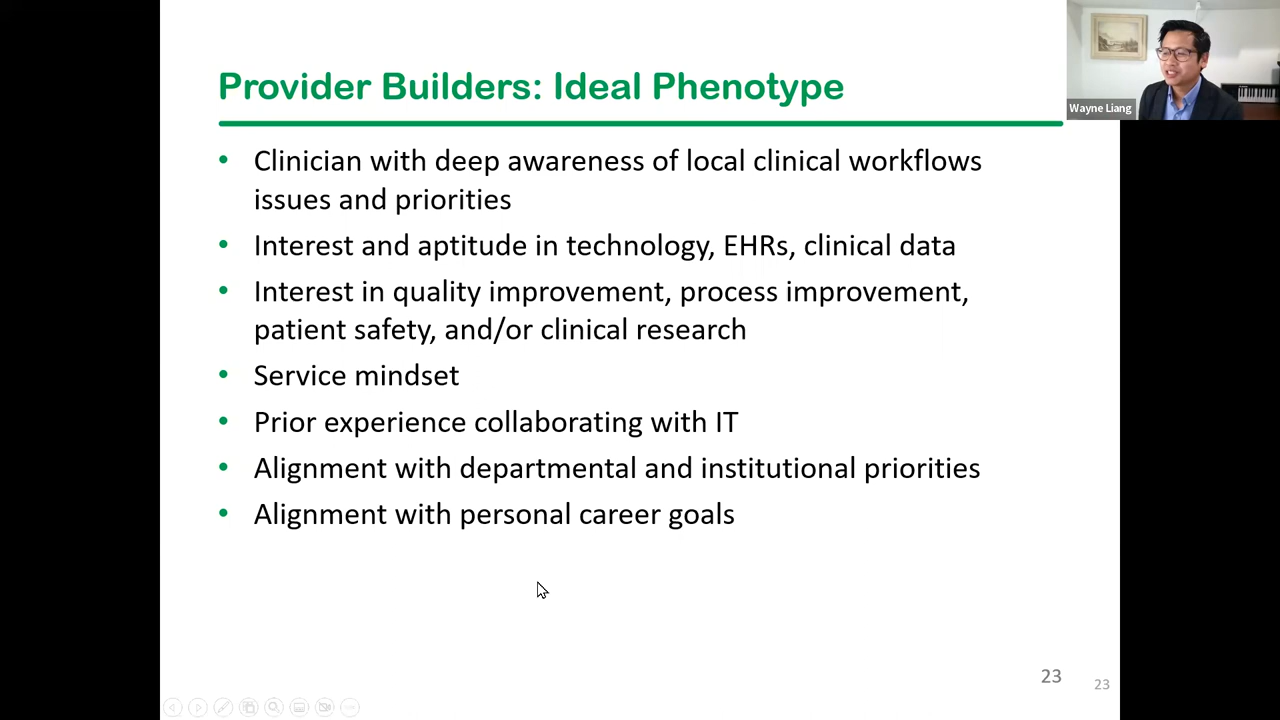 Provider Builders: Ideal Phenotype
Wayne Liang
• Clinician with deep awareness of local clinical workflows
issues and priorities
• Interest and aptitude in technology, EHRs, clinical data
• Interest in quality improvement, process improvement,
patient safety, and/or clinical research
• Service mindset
• Prior experience collaborating with IT
• Alignment with departmental and institutional priorities
• Alignment with personal career goals
23
23